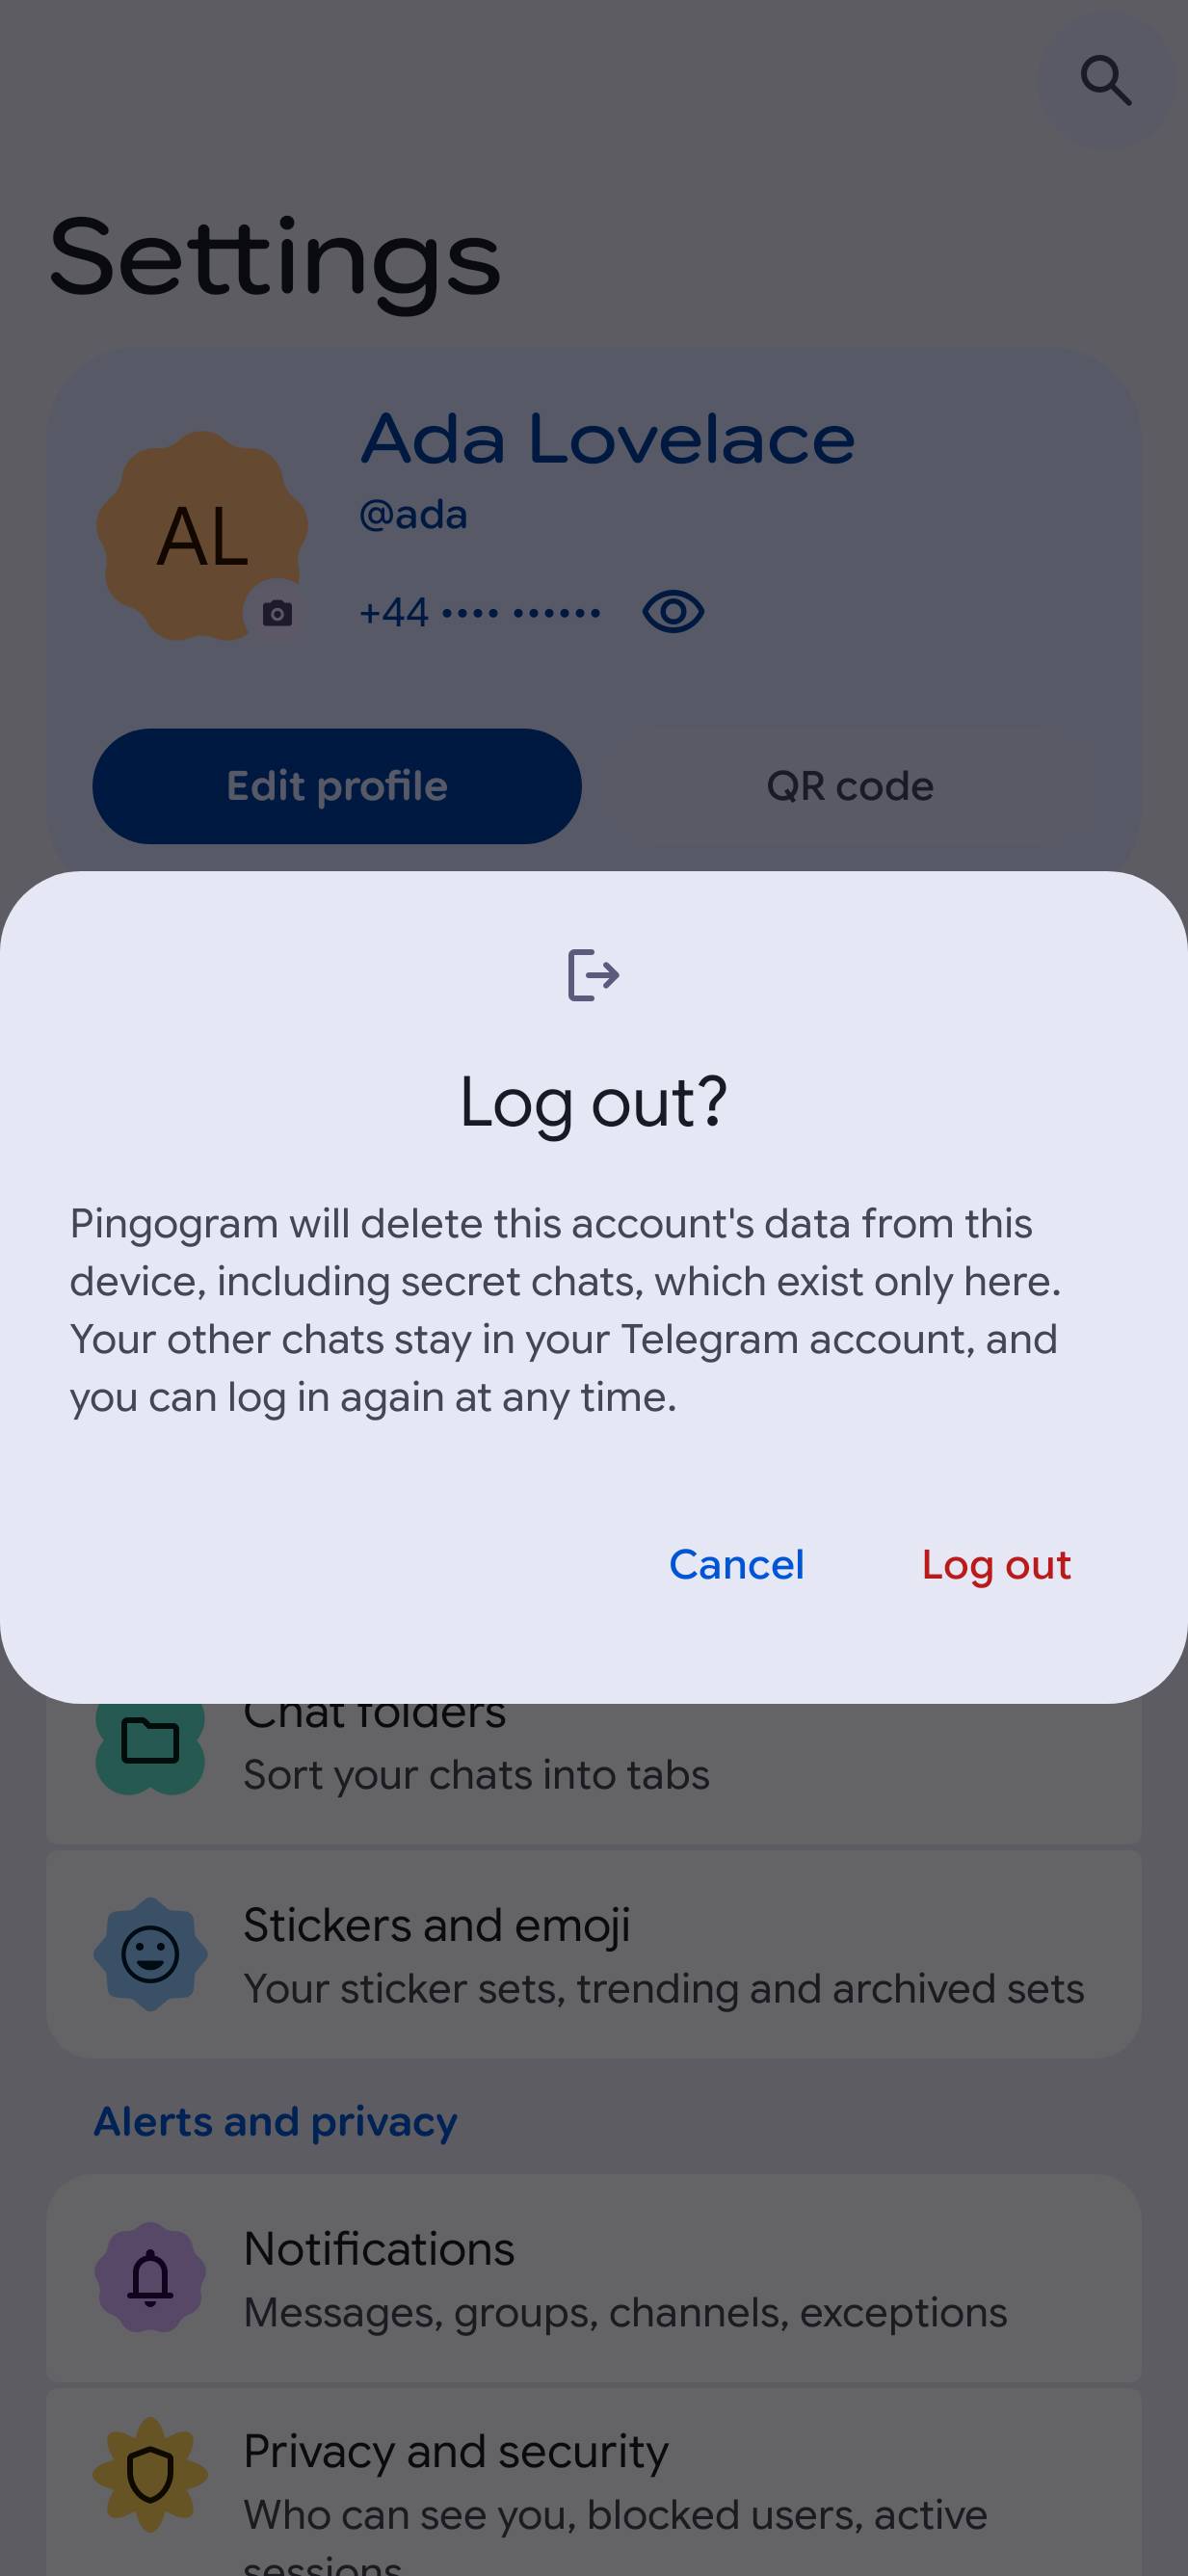 Settings
AL
Ada Lovelace
@ada
+44 •••• ••••••
Edit profile
QR code
Log out?
Pingogram will delete this account's data from this
device, including secret chats, which exist only here.
Your other chats stay in your Telegram account, and
you can log in again at any time.
Cancel
Log out
Chat folders
Sort your chats into tabs
Stickers and emoji
Your sticker sets, trending and archived sets
Alerts and privacy
Notifications
Messages, groups, channels, exceptions
Privacy and security
Who can see you, blocked users, active
sessions